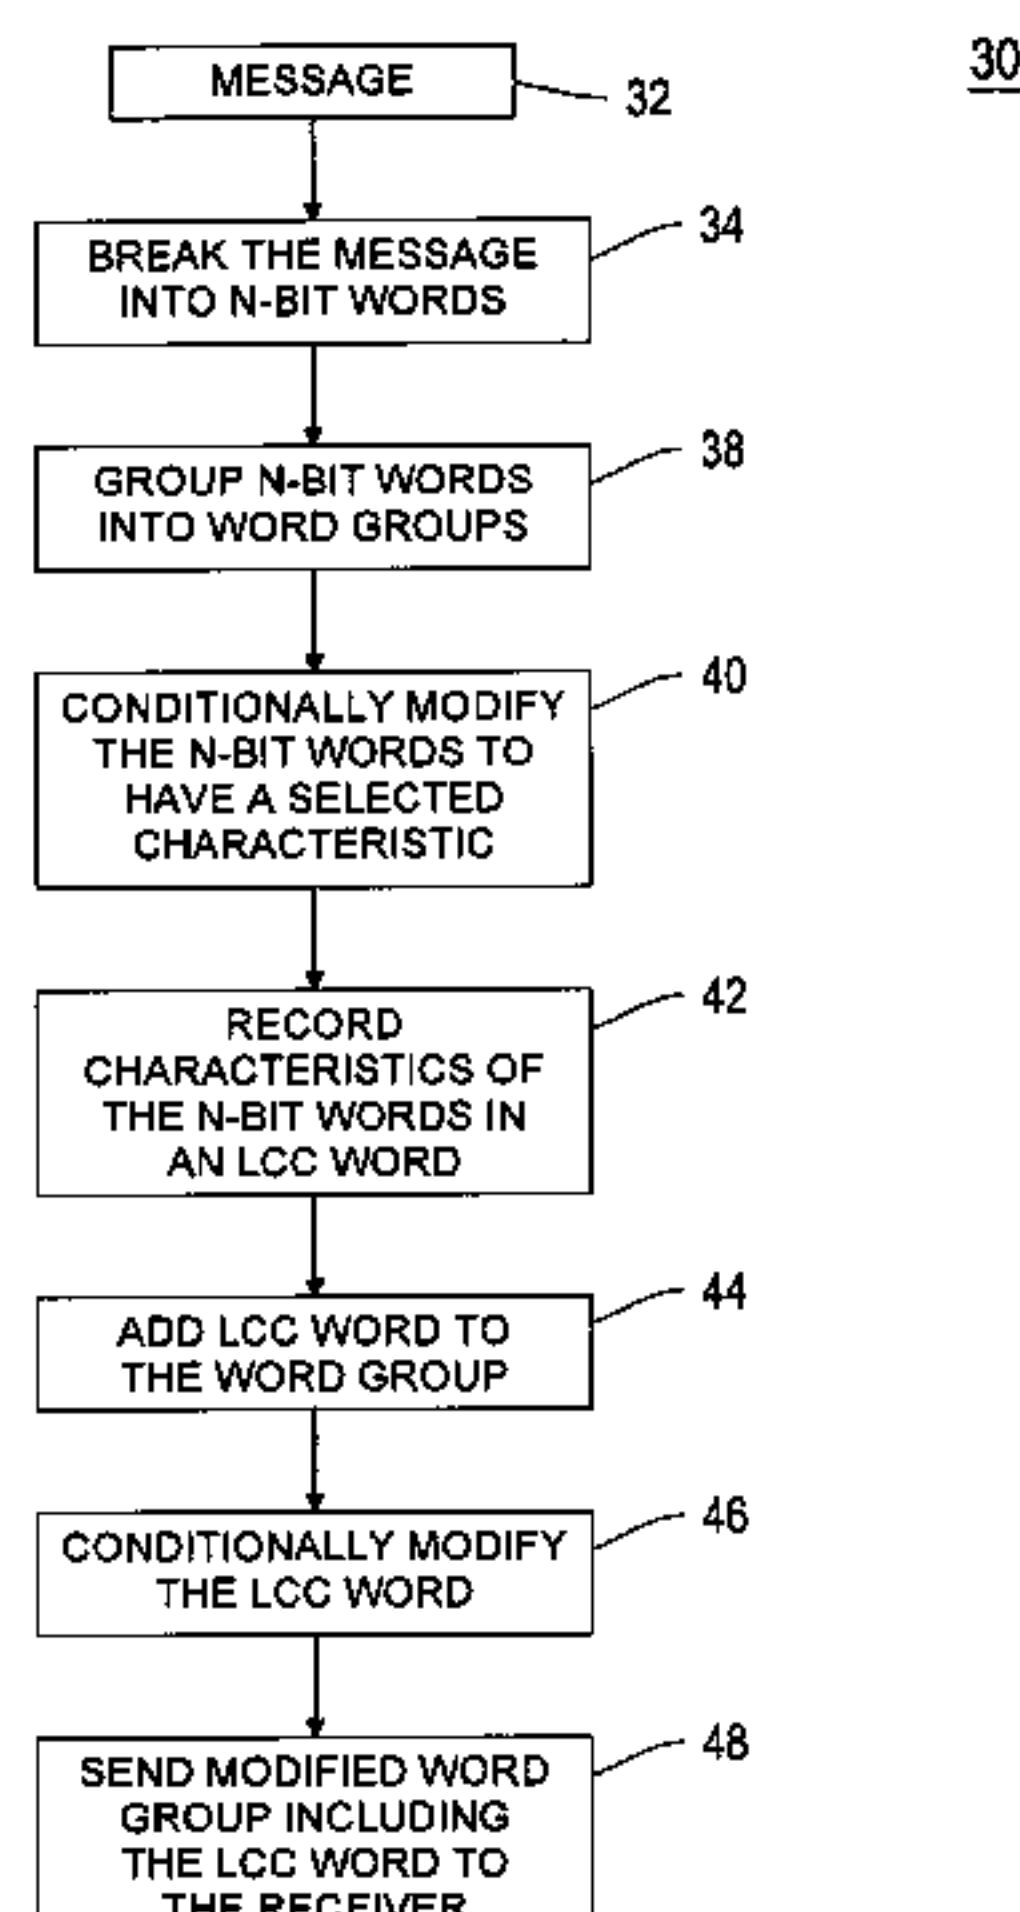 30
MESSAGE
32
34
BREAK THE MESSAGE
INTO N-BIT WORDS
38
GROUP N-BIT WORDS
INTO WORD GROUPS
40
CONDITIONALLY MODIFY
THE N-BIT WORDS TO
HAVE A SELECTED
CHARACTERISTIC
42
RECORD
CHARACTERISTICS OF
THE N-BIT WORDS IN
AN LCC WORD
44
ADD LCC WORD TO
THE WORD GROUP
46
CONDITIONALLY MODIFY
THE LCC WORD
48
SEND MODIFIED WORD
GROUP INCLUDING
THE LCC WORD TO
THE RECEIVER